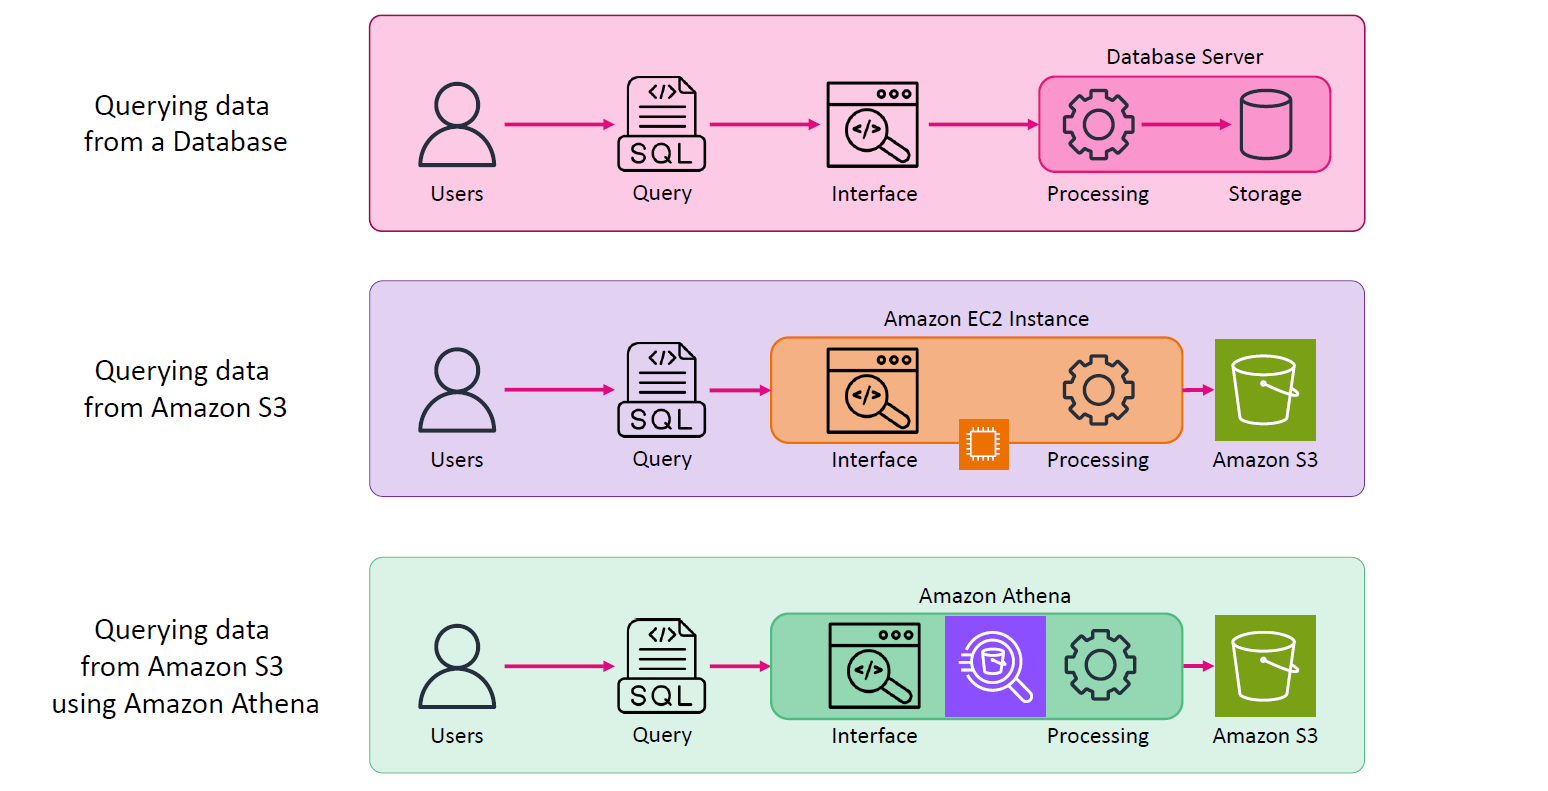 Querying data
from a Database
Database Server
</>
SQL
</>
Users
Query
Interface
Processing
Storage
Querying data
from Amazon S3
Amazon EC2 Instance
</>
SQL
</>
Users
Query
Interface
Processing
Amazon S3
Querying data
from Amazon S3
using Amazon Athena
Amazon Athena
</>
SQL
</>
Users
Query
Interface
Processing
Amazon S3